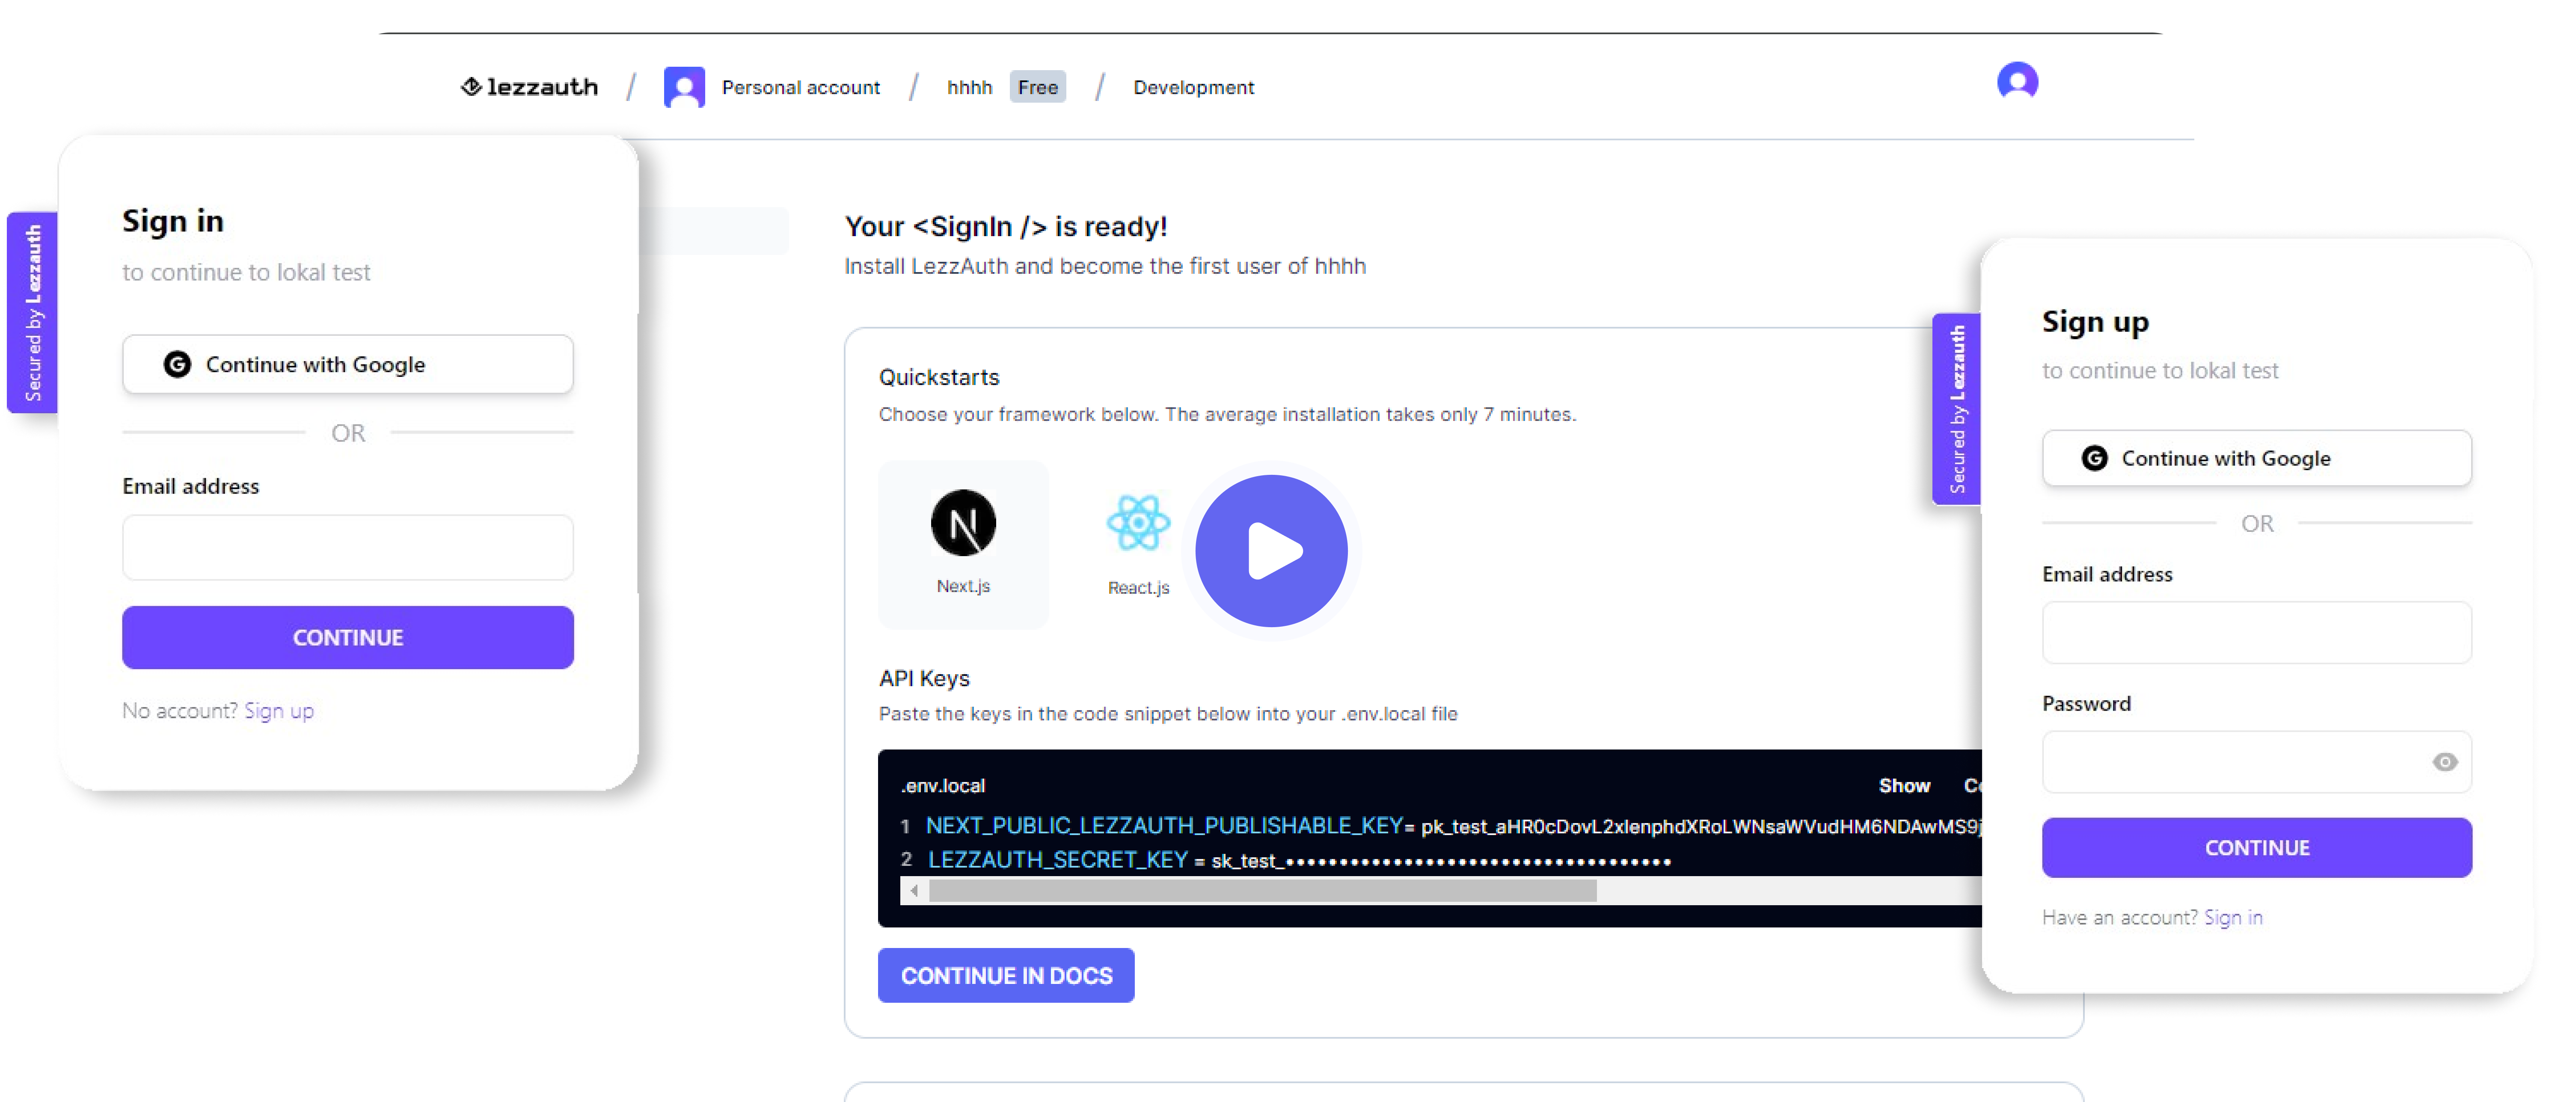 lezzauth / Personal account / hhhh Free / Development
Secured by Lezzauth
Sign in
to continue to lokal test
G Continue with Google
OR
Email address
CONTINUE
No account? Sign up
Your <SignIn /> is ready!
Install LezzAuth and become the first user of hhhh
Quickstarts
Choose your framework below. The average installation takes only 7 minutes.
N
Next.js
React.js
API Keys
Paste the keys in the code snippet below into your .env.local file
.env.local Show
1 NEXT_PUBLIC_LEZZAUTH_PUBLISHABLE_KEY= pk_test_aHR0cDovL2xlenphdXRoLWNsaWVudHM6NDAwMS9j
2 LEZZAUTH_SECRET_KEY = sk_test_••••••••••••••••••••••••••••••••••••
CONTINUE IN DOCS
Secured by Lezzauth
Sign up
to continue to lokal test
G Continue with Google
OR
Email address
Password
CONTINUE
Have an account? Sign in